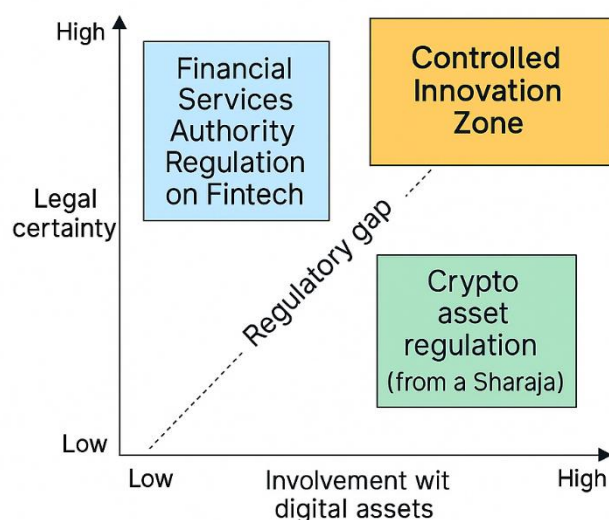 High
Legal
certainty
Low
Financial
Services
Authority
Regulation
on Fintech
Controlled
Innovation
Zone
Regulatory gap
Crypto
asset
regulation
(from a Sharaja)
Low
Involvement wit
digital assets
High